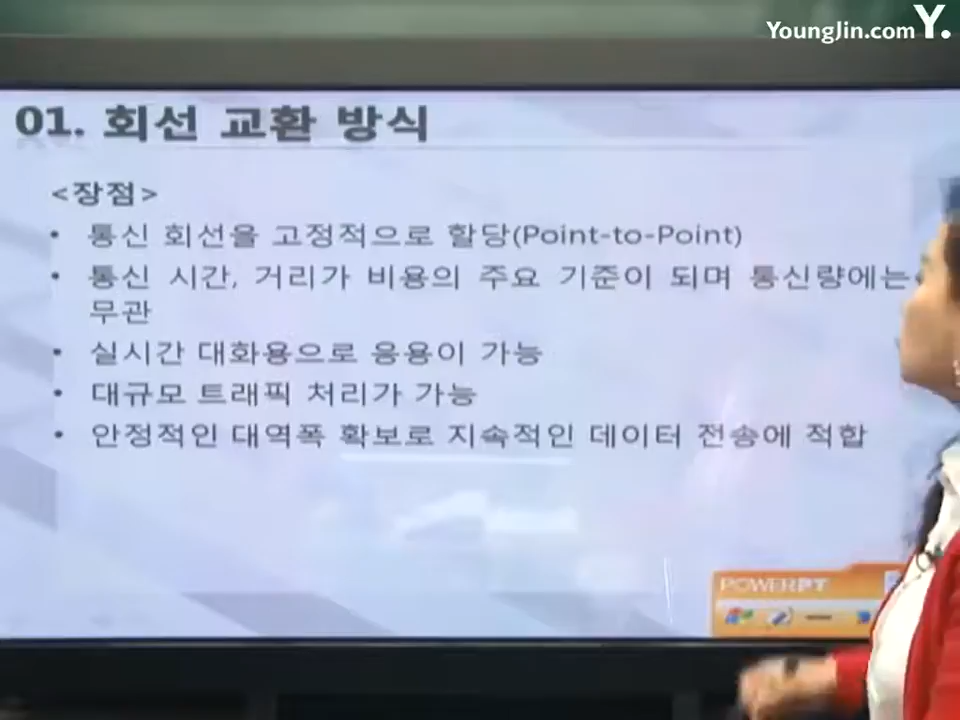 YoungJin.com Y.
01. 회선 교환 방식
<장점>
• 통신 회선을 고정적으로 할당(Point-to-Point)
• 통신 시간, 거리가 비용의 주요 기준이 되며 통신량에는
무관
• 실시간 대화용으로 응용이 가능
• 대규모 트래픽 처리가 가능
• 안정적인 대역폭 확보로 지속적인 데이터 전송에 적합
POWERPT